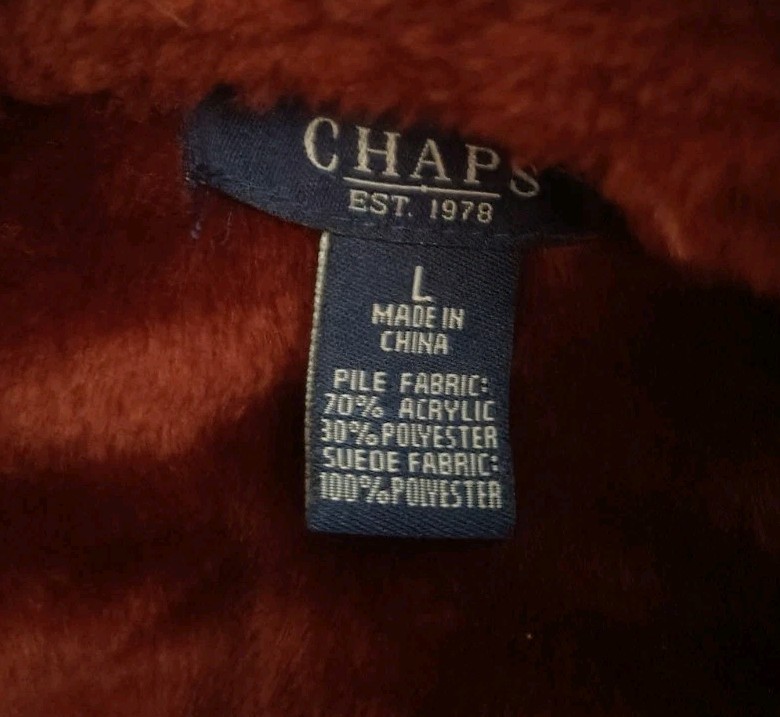 CHAPS
EST. 1978
L
MADE IN
CHINA
PILE FABRIC:
70% ACRYLIC
30% POLYESTER
SUEDE FABRIC:
100% POLYESTER